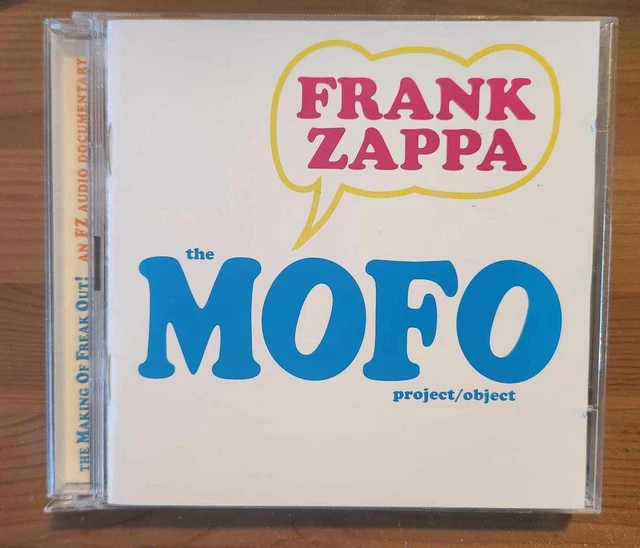 FRANK
ZAPPA
the
MOFO
project/object
THE MAKING OF FREAK OUT! AN FZ AUDIO DOCUMENTARY